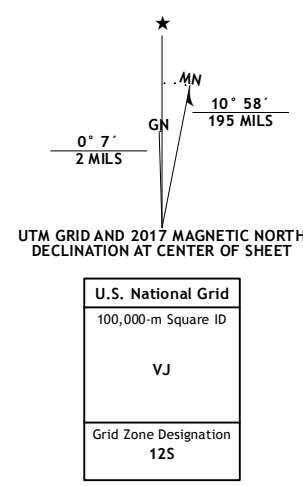 ★
MN
GN
10° 58´
195 MILS
0° 7´
2 MILS
UTM GRID AND 2017 MAGNETIC NORTH
DECLINATION AT CENTER OF SHEET
U.S. National Grid
100,000-m Square ID
VJ
Grid Zone Designation
12S